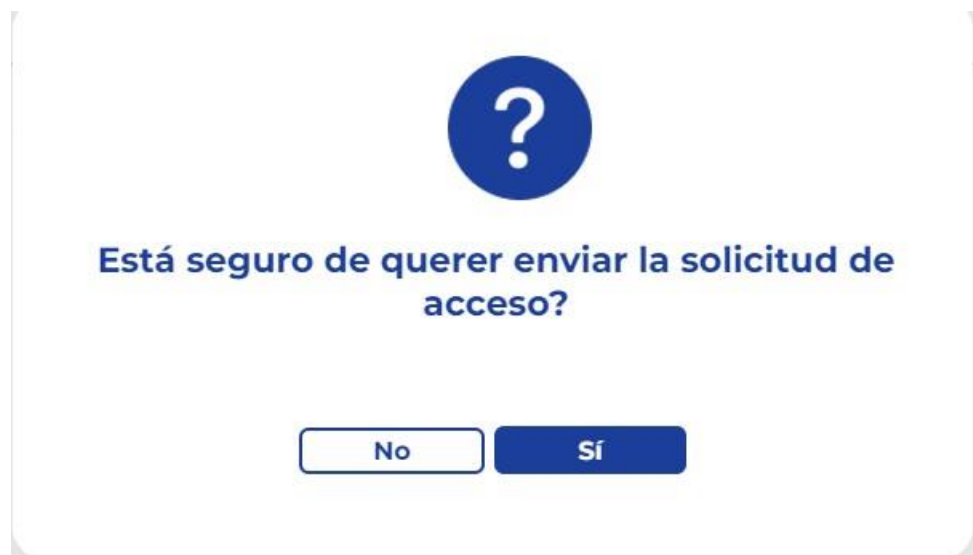 ?
Está seguro de querer enviar la solicitud de
acceso?
No
Sí